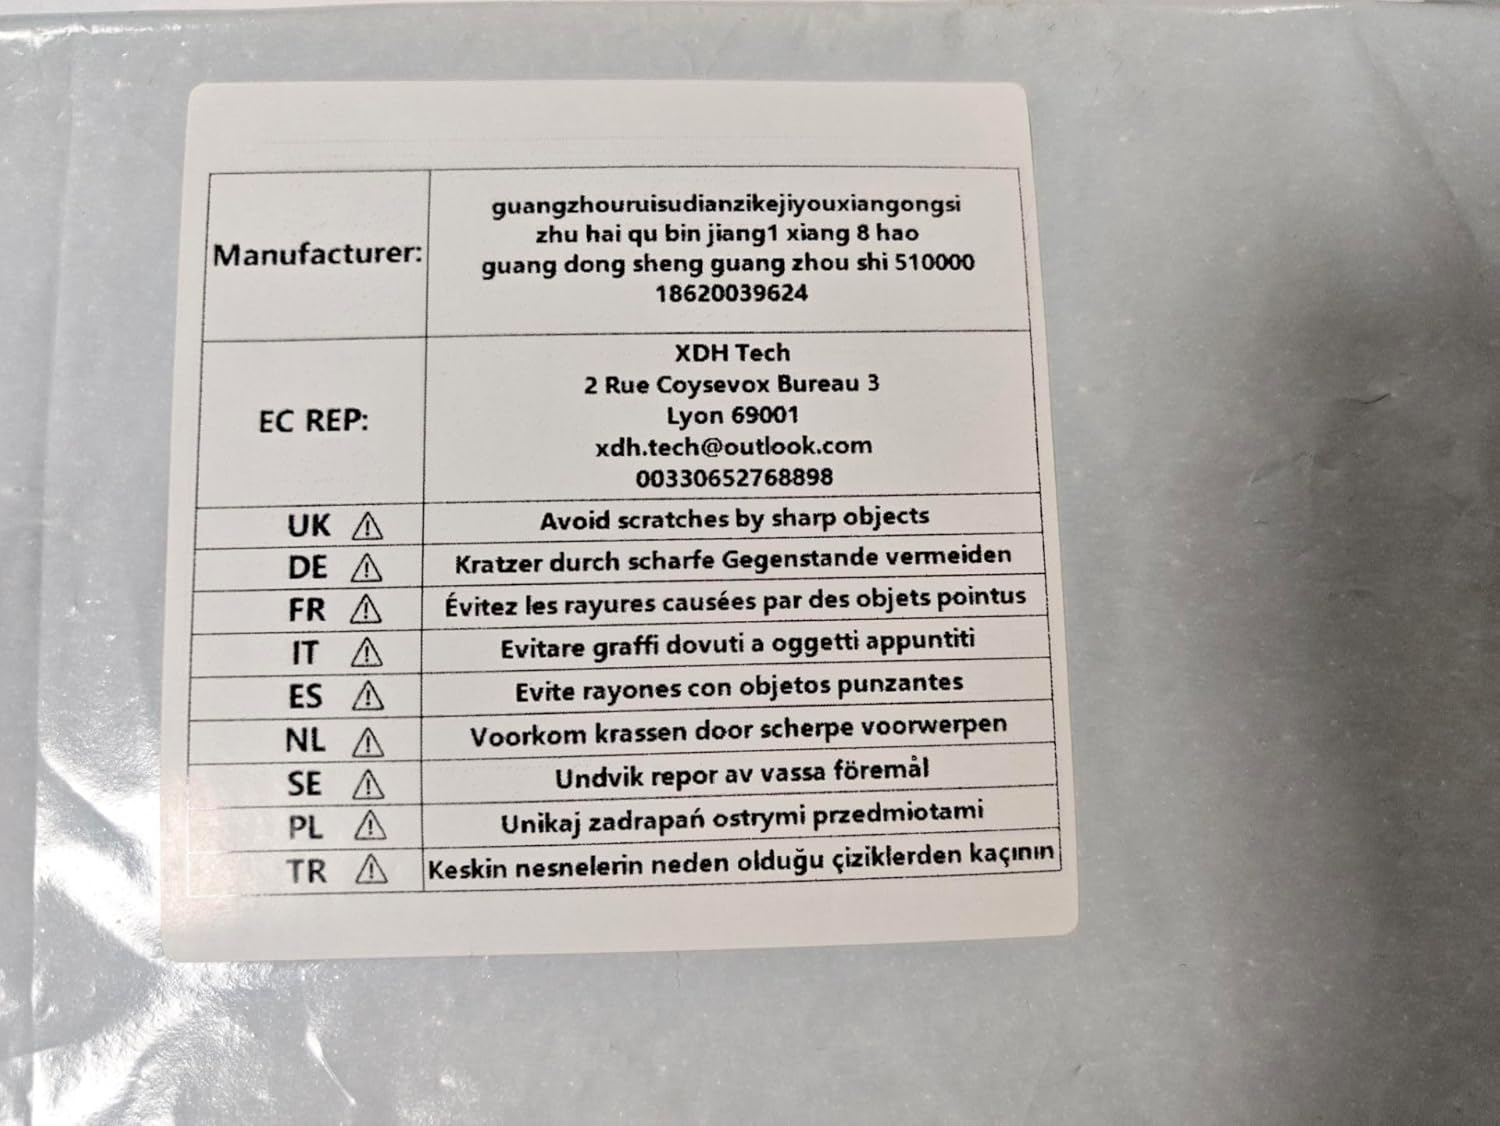 Manufacturer:
guangzhouruisudianzikejiyouxiangongsi
zhu hai qu bin jiang1 xiang 8 hao
guang dong sheng guang zhou shi 510000
18620039624
EC REP:
XDH Tech
2 Rue Coysevox Bureau 3
Lyon 69001
xdh.tech@outlook.com
00330652768898
UK ⚠ Avoid scratches by sharp objects
DE ⚠ Kratzer durch scharfe Gegenstande vermeiden
FR ⚠ Évitez les rayures causées par des objets pointus
IT ⚠ Evitare graffi dovuti a oggetti appuntiti
ES ⚠ Evite rayones con objetos punzantes
NL ⚠ Voorkom krassen door scherpe voorwerpen
SE ⚠ Undvik repor av vassa föremål
PL ⚠ Unikaj zadrapań ostrymi przedmiotami
TR ⚠ Keskin nesnelerin neden olduğu çiziklerden kaçının